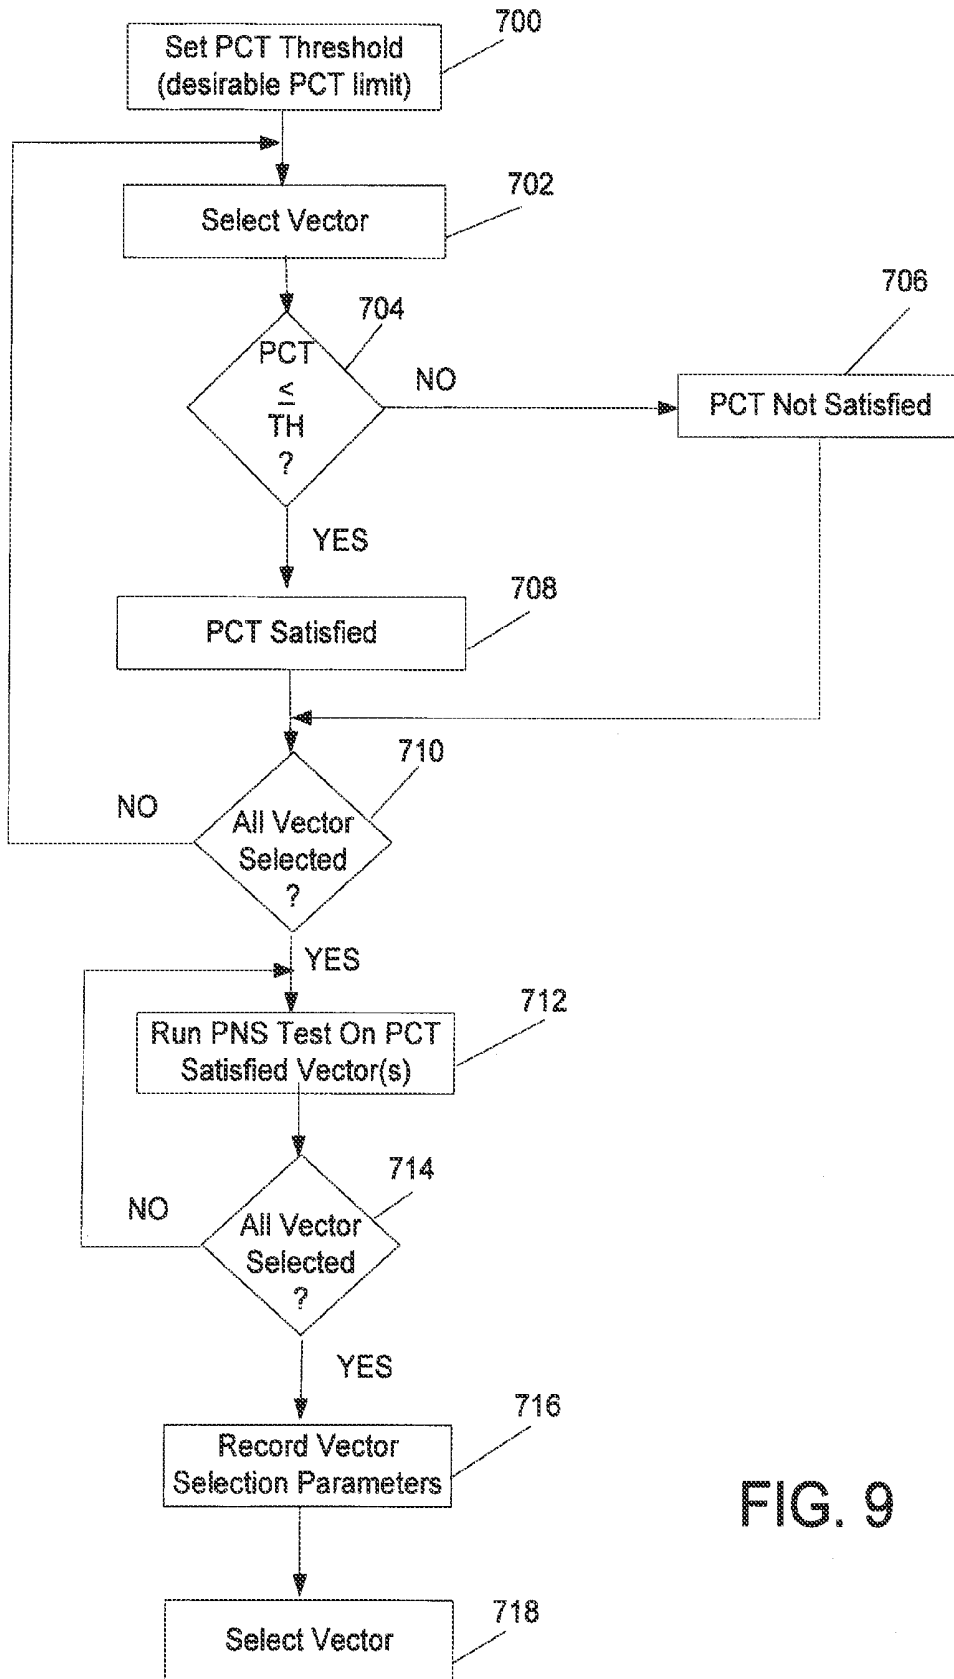 700
Set PCT Threshold
(desirable PCT limit)
702
Select Vector
704
706
PCT
≤
TH
?
NO
PCT Not Satisfied
YES
708
PCT Satisfied
710
NO
All Vector
Selected
?
YES
712
Run PNS Test On PCT
Satisfied Vector(s)
714
NO
All Vector
Selected
?
YES
716
Record Vector
Selection Parameters
FIG. 9
718
Select Vector